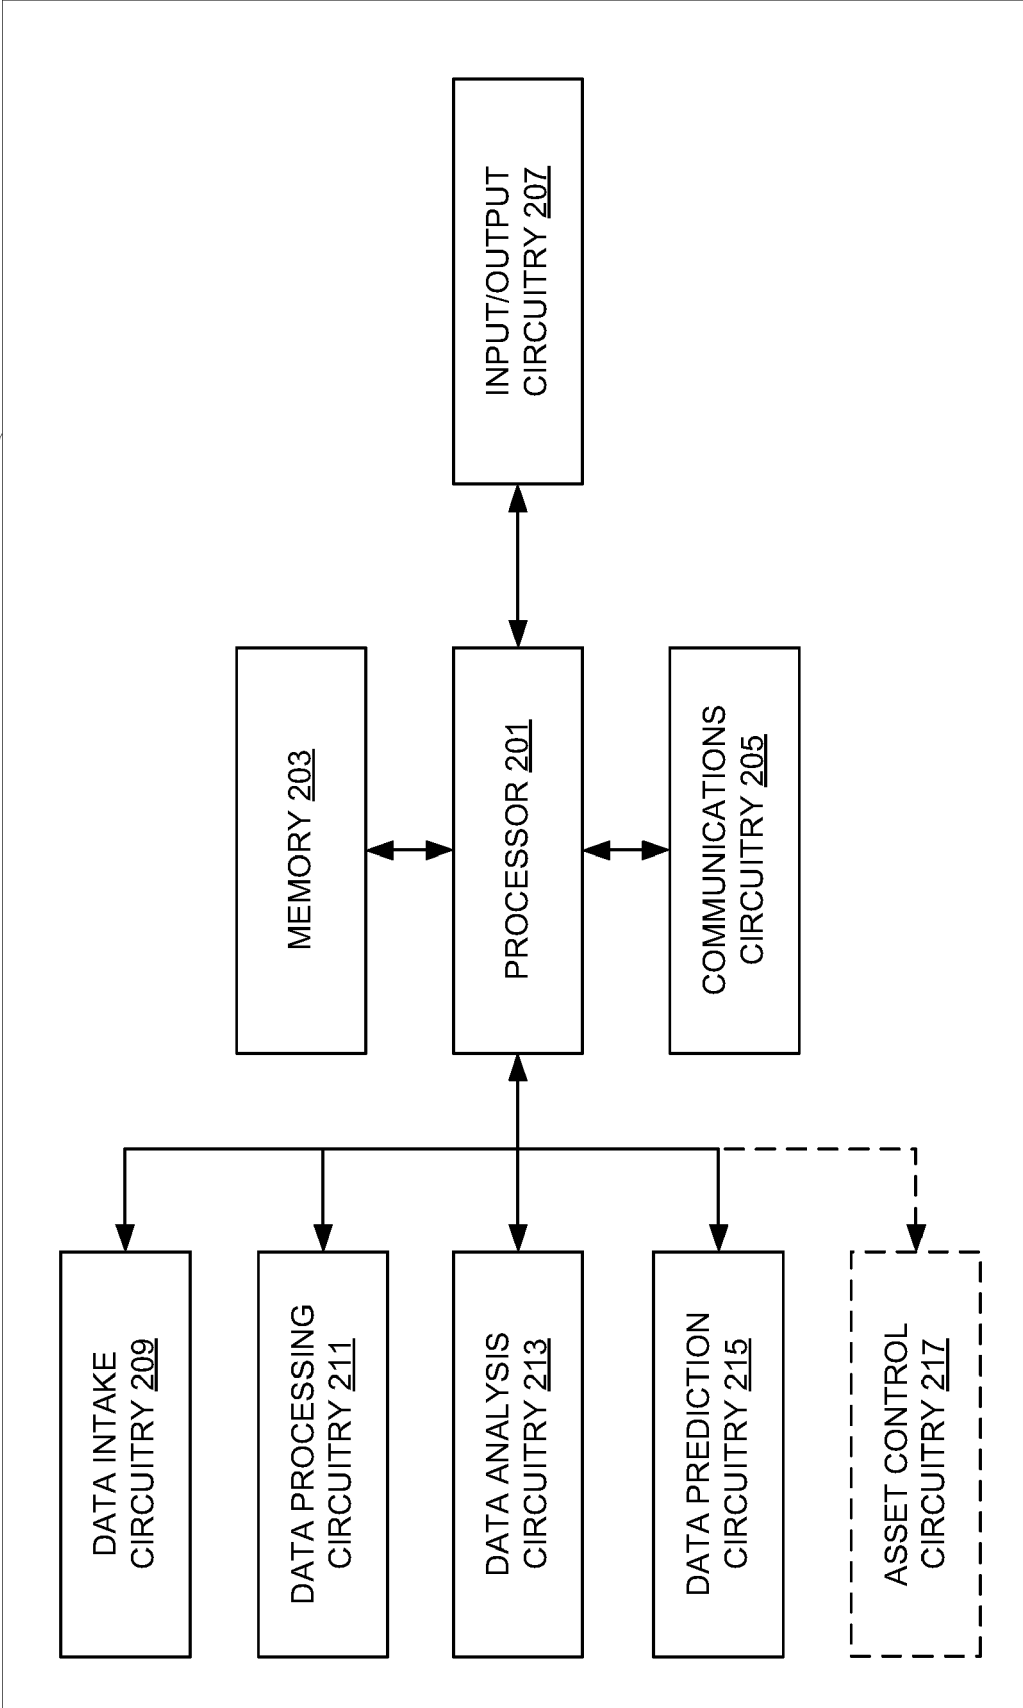 DATA INTAKE
CIRCUITRY 209
DATA PROCESSING
CIRCUITRY 211
DATA ANALYSIS
CIRCUITRY 213
DATA PREDICTION
CIRCUITRY 215
ASSET CONTROL
CIRCUITRY 217
MEMORY 203
PROCESSOR 201
COMMUNICATIONS
CIRCUITRY 205
INPUT/OUTPUT
CIRCUITRY 207